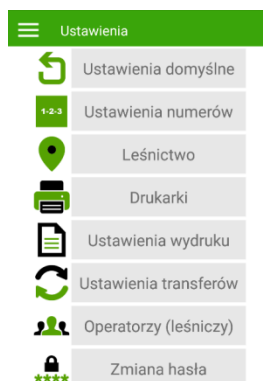 Ustawienia
Ustawienia domyślne
1-2-3
Ustawienia numerów
Leśnictwo
Drukarki
Ustawienia wydruku
Ustawienia transferów
Operatorzy (leśniczy)
Zmiana hasła